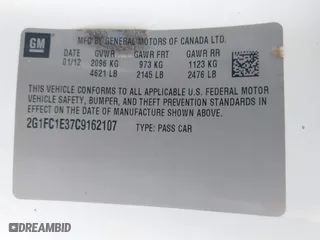 GM
MFG BY GENERAL MOTORS OF CANADA LTD.
DATE GVWR GAWR FRT GAWR RR
01/12 2096 KG 973 KG 1123 KG
4621 LB 2145 LB 2476 LB
THIS VEHICLE CONFORMS TO ALL APPLICABLE U.S. FEDERAL MOTOR
VEHICLE SAFETY, BUMPER, AND THEFT PREVENTION STANDARDS IN
EFFECT ON THE DATE OF MANUFACTURE SHOWN ABOVE.
2G1FC1E37C9162107 TYPE: PASS CAR
DREAMBID